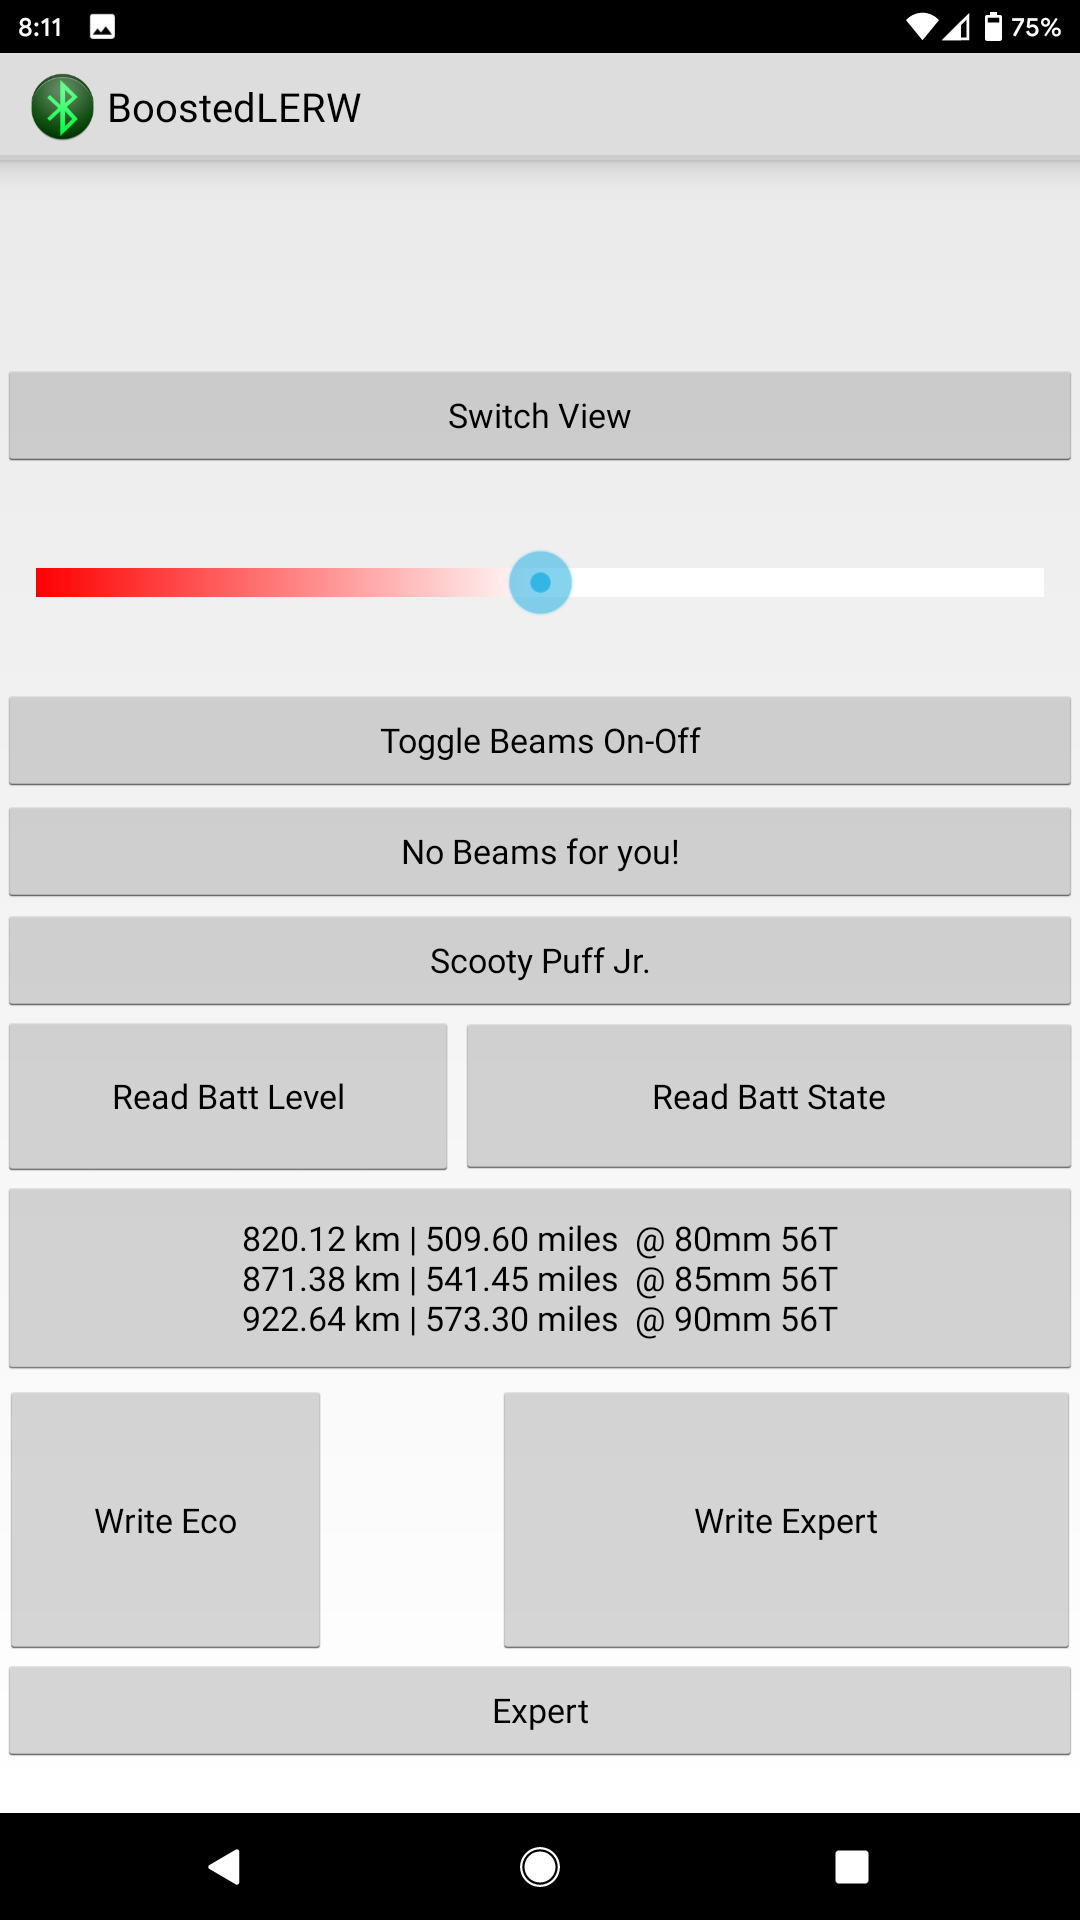 8:11
75%
BoostedLERW
Switch View
Toggle Beams On-Off
No Beams for you!
Scooty Puff Jr.
Read Batt Level
Read Batt State
820.12 km | 509.60 miles  @ 80mm 56T
871.38 km | 541.45 miles  @ 85mm 56T
922.64 km | 573.30 miles  @ 90mm 56T
Write Eco
Write Expert
Expert